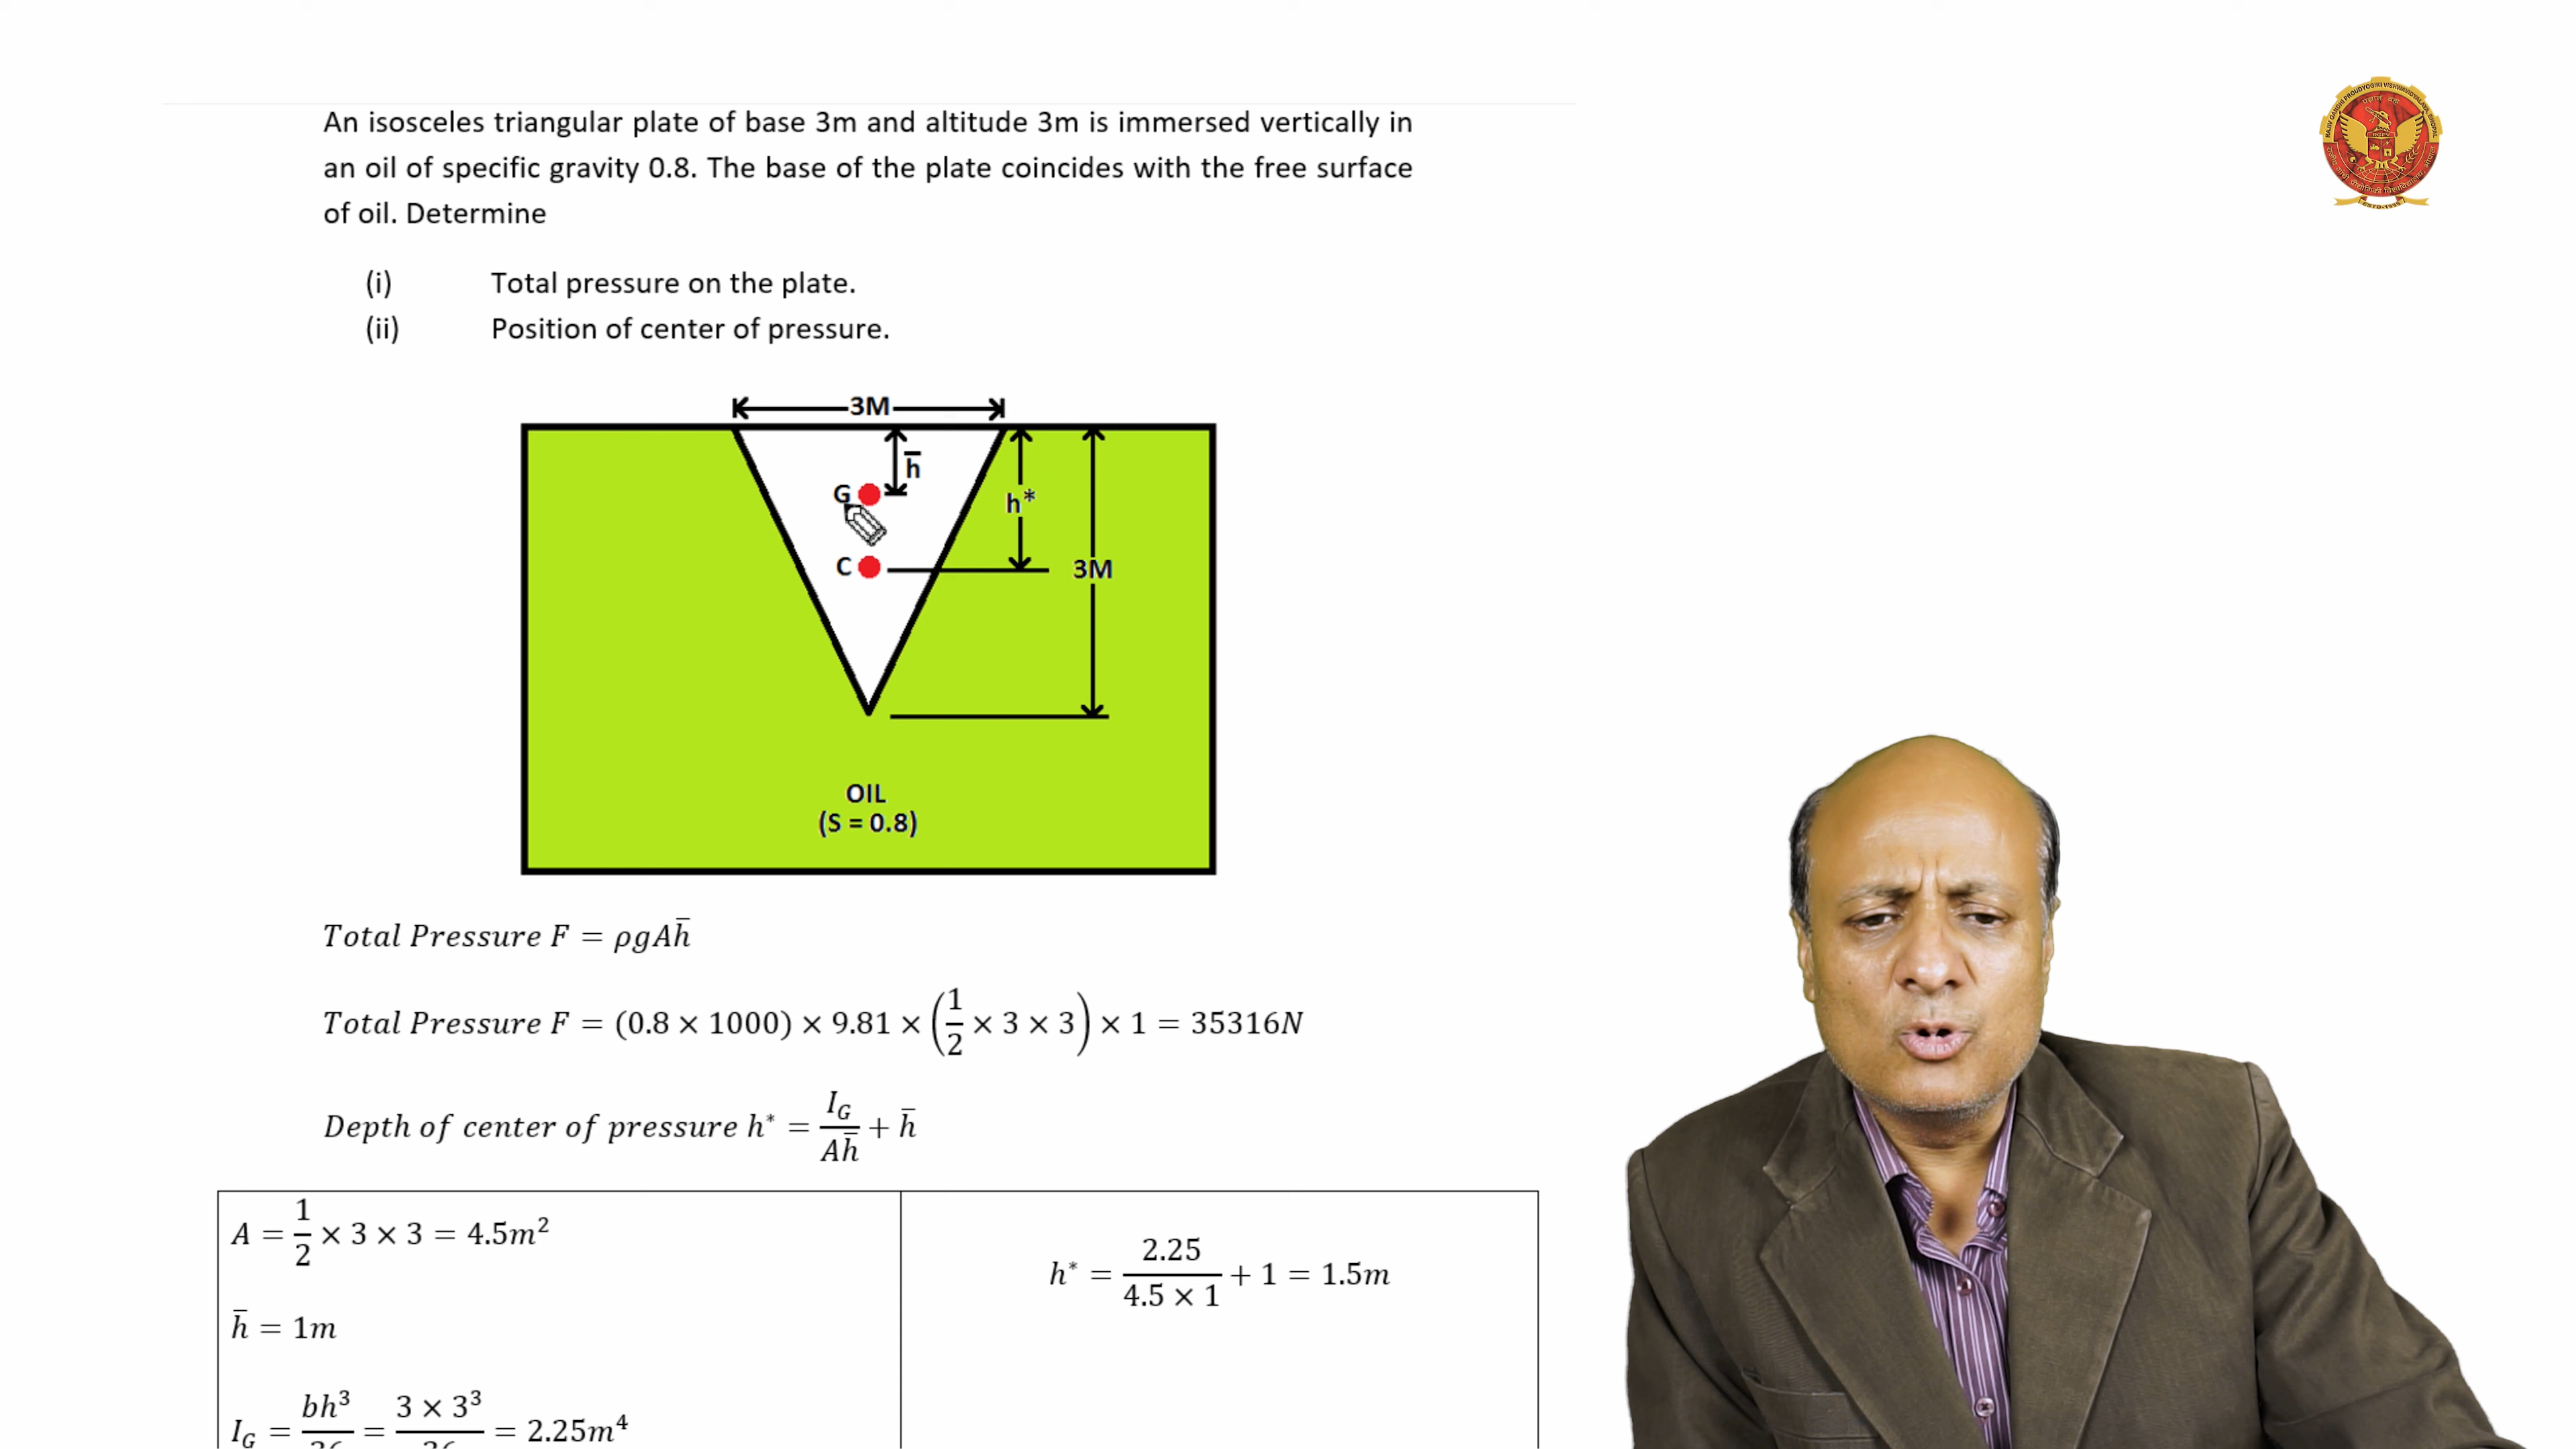 An isosceles triangular plate of base 3m and altitude 3m is immersed vertically in
an oil of specific gravity 0.8. The base of the plate coincides with the free surface
of oil. Determine
(i) Total pressure on the plate.
(ii) Position of center of pressure.
3M
h̄
G
h*
C
3M
OIL
(S = 0.8)
Total Pressure F = ρgAh̄
Total Pressure F = (0.8 × 1000) × 9.81 × (1/2 × 3 × 3) × 1 = 35316N
Depth of center of pressure h* = I_G/Ah̄ + h̄
A = 1/2 × 3 × 3 = 4.5m²
h̄ = 1m
I_G = bh³/36 = 3 × 3³/36 = 2.25m⁴
h* = 2.25/4.5 × 1 + 1 = 1.5m